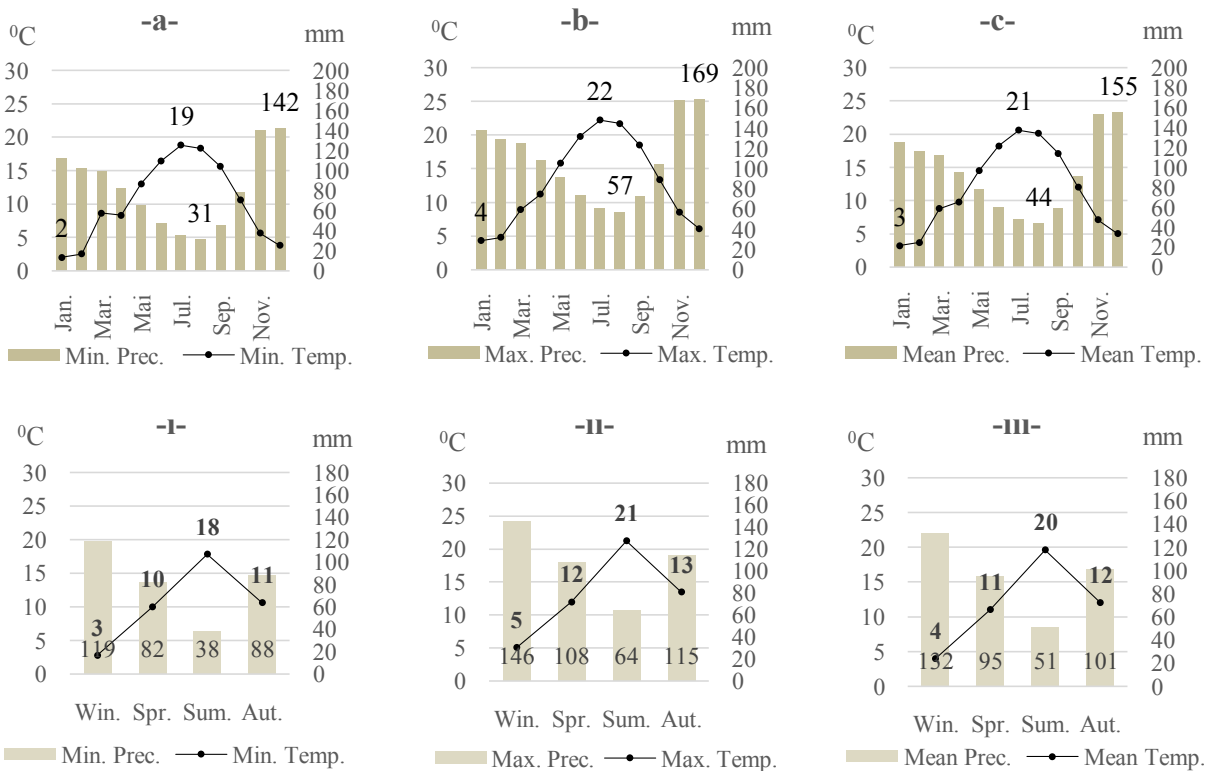 -a-
⁰C
mm
30
25
20
15
10
5
0
200
180
160
140
120
100
80
60
40
20
0
2
19
31
142
Jan.
Mar.
Mai
Jul.
Sep.
Nov.
Min. Prec. Min. Temp.
-b-
⁰C
mm
30
25
20
15
10
5
0
200
180
160
140
120
100
80
60
40
20
0
4
22
57
169
Jan.
Mar.
Mai
Jul.
Sep.
Nov.
Max. Prec. Max. Temp.
-c-
⁰C
mm
30
25
20
15
10
5
0
200
180
160
140
120
100
80
60
40
20
0
3
21
44
155
Jan.
Mar.
Mai
Jul.
Sep.
Nov.
Mean Prec. Mean Temp.
-i-
⁰C
mm
30
25
20
15
10
5
0
180
160
140
120
100
80
60
40
20
0
3
10
18
11
119 82 38 88
Win. Spr. Sum. Aut.
Min. Prec. Min. Temp.
-ii-
⁰C
mm
30
25
20
15
10
5
0
180
160
140
120
100
80
60
40
20
0
5
12
21
13
146 108 64 115
Win. Spr. Sum. Aut.
Max. Prec. Max. Temp.
-iii-
⁰C
mm
30
25
20
15
10
5
0
180
160
140
120
100
80
60
40
20
0
4
11
20
12
132 95 51 101
Win. Spr. Sum. Aut.
Mean Prec. Mean Temp.